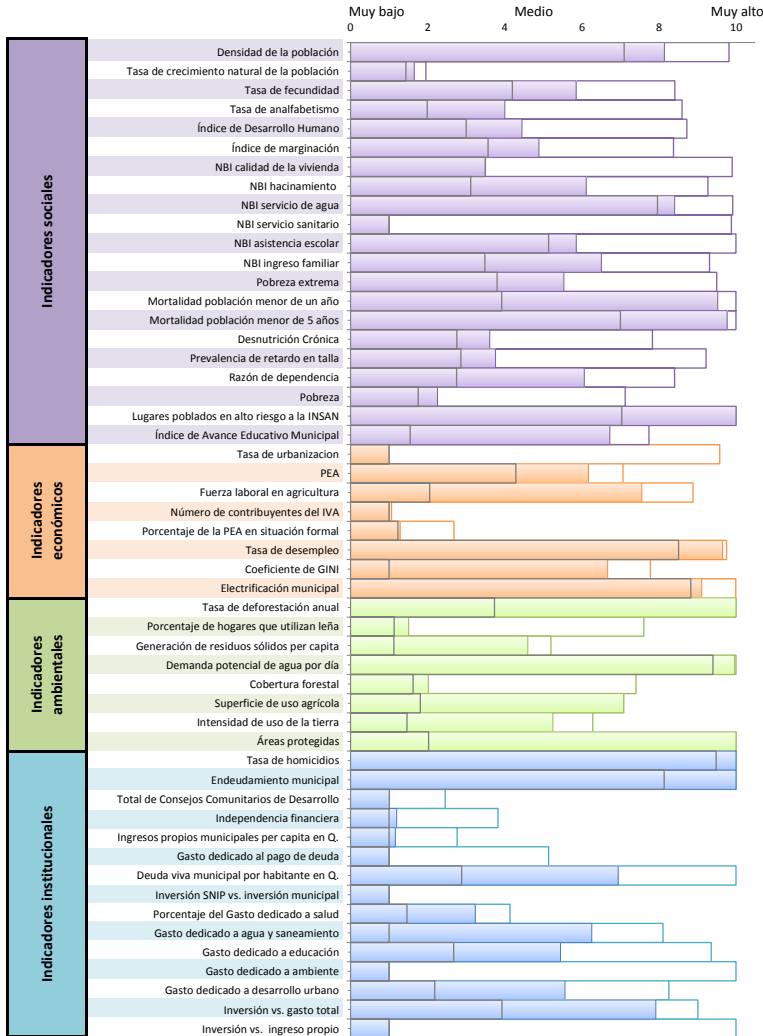 Muy bajo Medio Muy alto
0 2 4 6 8 10
Indicadores sociales
Densidad de la población
Tasa de crecimiento natural de la población
Tasa de fecundidad
Tasa de analfabetismo
Índice de Desarrollo Humano
Índice de marginación
NBI calidad de la vivienda
NBI hacinamiento
NBI servicio de agua
NBI servicio sanitario
NBI asistencia escolar
NBI ingreso familiar
Pobreza extrema
Mortalidad población menor de un año
Mortalidad población menor de 5 años
Desnutrición Crónica
Prevalencia de retardo en talla
Razón de dependencia
Pobreza
Lugares poblados en alto riesgo a la INSAN
Índice de Avance Educativo Municipal
Indicadores
económicos
Tasa de urbanizacion
PEA
Fuerza laboral en agricultura
Número de contribuyentes del IVA
Porcentaje de la PEA en situación formal
Tasa de desempleo
Coeficiente de GINI
Electrificación municipal
Indicadores
ambientales
Tasa de deforestación anual
Porcentaje de hogares que utilizan leña
Generación de residuos sólidos per capita
Demanda potencial de agua por día
Cobertura forestal
Superficie de uso agrícola
Intensidad de uso de la tierra
Áreas protegidas
Indicadores institucionales
Tasa de homicidios
Endeudamiento municipal
Total de Consejos Comunitarios de Desarrollo
Independencia financiera
Ingresos propios municipales per capita en Q.
Gasto dedicado al pago de deuda
Deuda viva municipal por habitante en Q.
Inversión SNIP vs. inversión municipal
Porcentaje del Gasto dedicado a salud
Gasto dedicado a agua y saneamiento
Gasto dedicado a educación
Gasto dedicado a ambiente
Gasto dedicado a desarrollo urbano
Inversión vs. gasto total
Inversión vs. ingreso propio